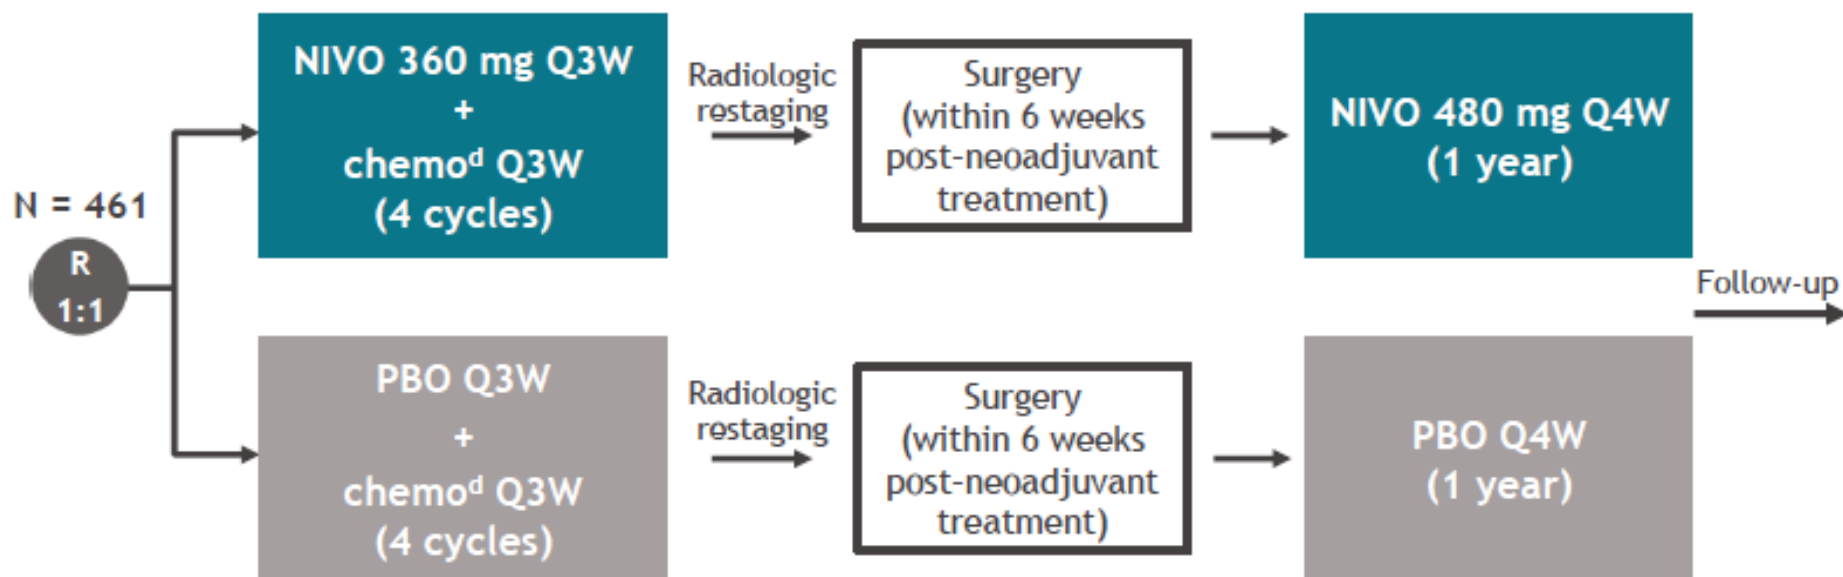 N = 461
R
1:1
NIVO 360 mg Q3W
+
chemoᵈ Q3W
(4 cycles)
Radiologic
restaging
Surgery
(within 6 weeks
post-neoadjuvant
treatment)
NIVO 480 mg Q4W
(1 year)
PBO Q3W
+
chemoᵈ Q3W
(4 cycles)
Radiologic
restaging
Surgery
(within 6 weeks
post-neoadjuvant
treatment)
PBO Q4W
(1 year)
Follow-up